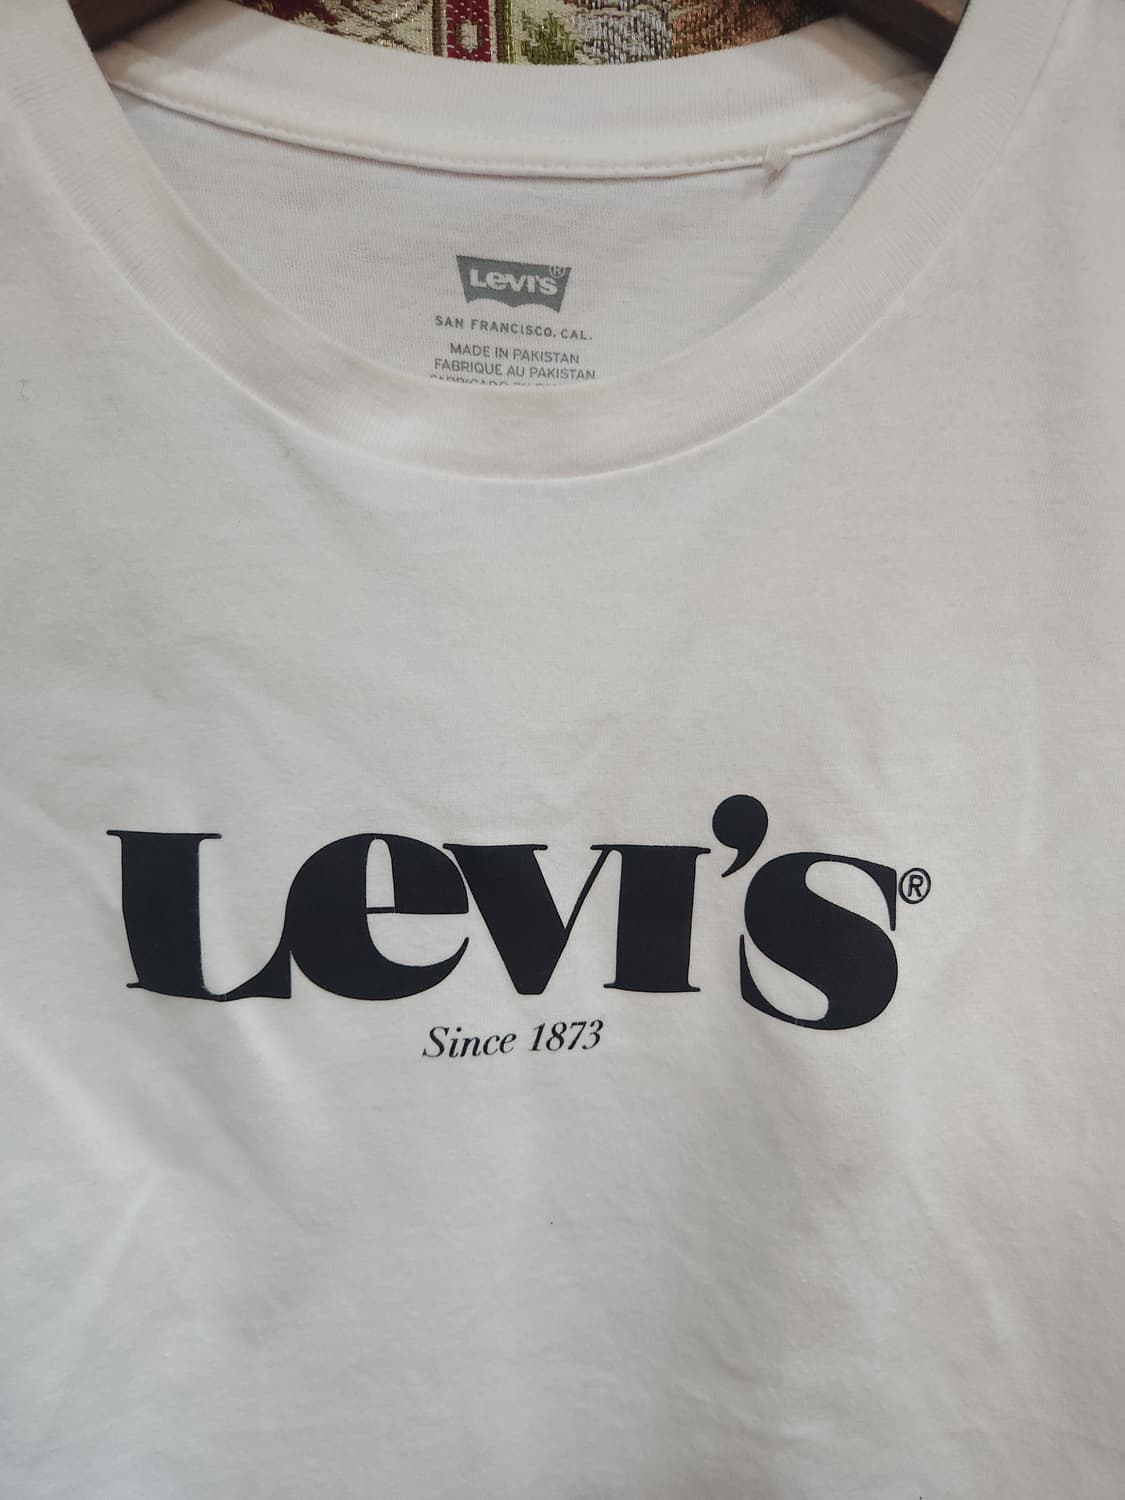 Levi's®
SAN FRANCISCO, CAL.
MADE IN PAKISTAN
FABRIQUE AU PAKISTAN
Levi's®
Since 1873